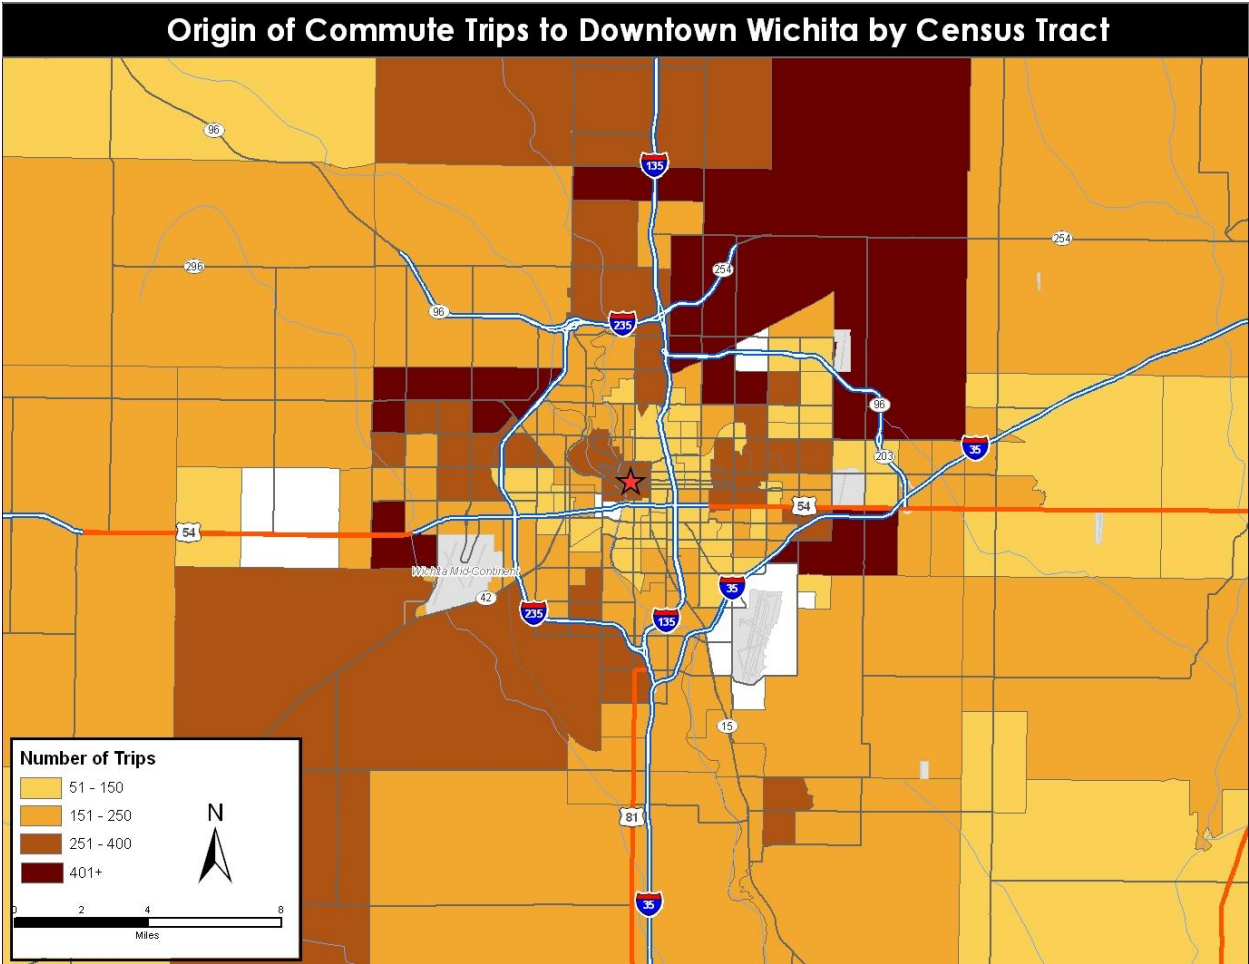 Origin of Commute Trips to Downtown Wichita by Census Tract
96
135
254
296
254
96
235
96
35
203
54
54
Wichita Mid-Continent
35
42
235
135
15
81
35
Number of Trips
51 - 150
151 - 250
251 - 400
401+
N
0 2 4 8
Miles